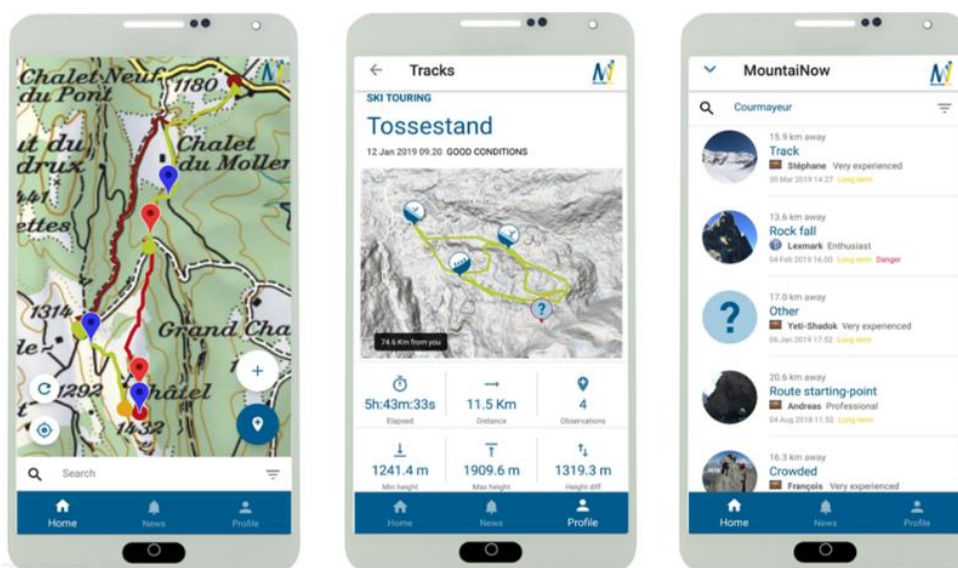 Chalet Neuf
du Pont
1180
Chalet
du Moller
ut du
drux
441
ettes
1314
Grand Cha
1292
hâtel
1432
Search
Home
News
Profile
Tracks
SKI TOURING
Tossestand
12 Jan 2019 09.20 GOOD CONDITIONS
74.6 Km from you
5h:43m:33s
11.5 Km
4
Elapsed
Distance
Observations
1241.4 m
1909.6 m
1319.3 m
Min height
Max height
Height diff
Home
News
Profile
MountaiNow
Courmayeur
15.9 km away
Track
Stéphane Very experienced
30 Mar 2019 14.27 Long term
13.6 km away
Rock fall
Lexmark Enthusiast
04 Feb 2019 16.00 Long term Danger
17.0 km away
?
Other
Yeti-Shadok Very experienced
06 Jan 2019 17.52 Long term
20.6 km away
Route starting-point
Andreas Professional
04 Aug 2018 11.52 Long term
16.3 km away
Crowded
François Very experienced
Home
News
Profile